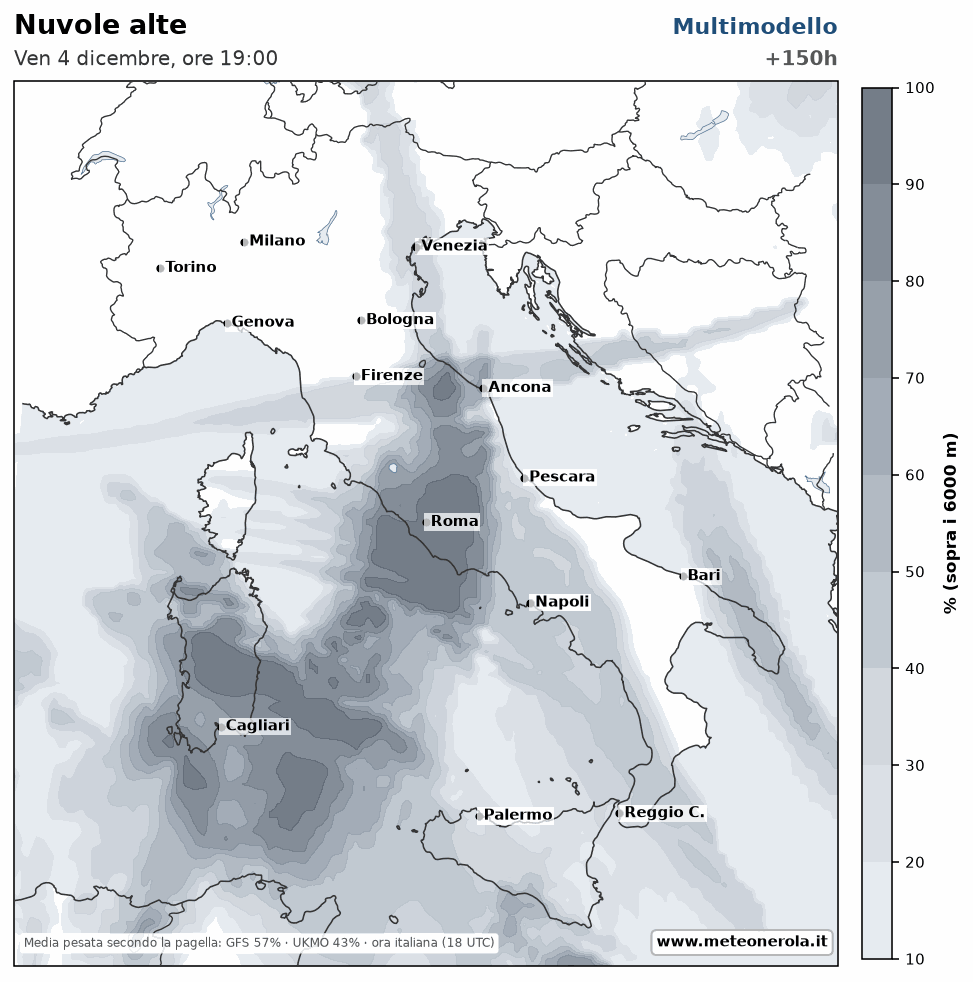 Nuvole alte
Multimodello
Ven 4 dicembre, ore 19:00
+150h
Milano
Venezia
Torino
Genova
Bologna
Firenze
Ancona
Pescara
Roma
Bari
Napoli
Cagliari
Palermo
Reggio C.
100
90
80
70
60
50
40
30
20
10
% (sopra i 6000 m)
Media pesata secondo la pagella: GFS 57% · UKMO 43% · ora italiana (18 UTC)
www.meteonerola.it